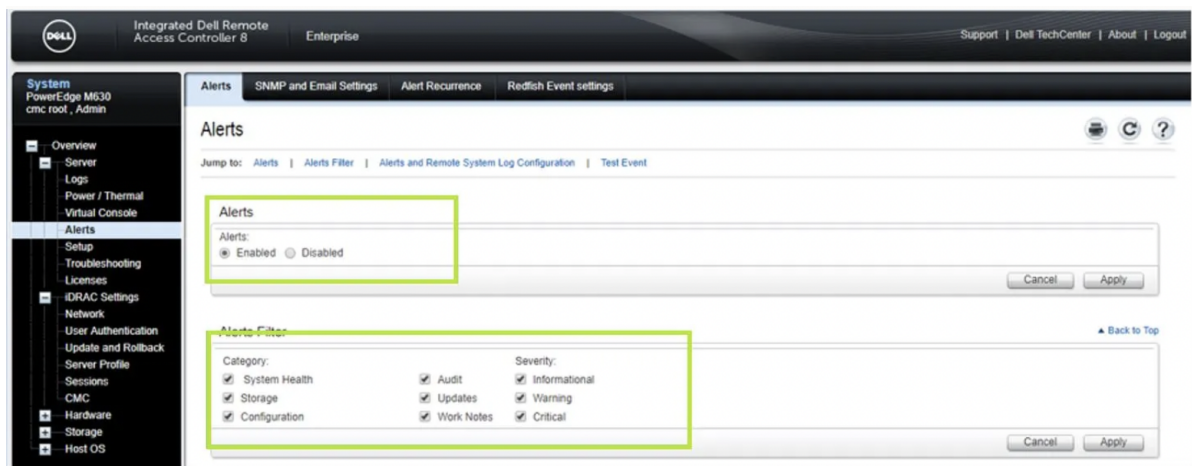 DELL
Integrated Dell Remote
Access Controller 8
Enterprise
Support | Dell TechCenter | About | Logout
System
PowerEdge M630
cmc root , Admin
Overview
Server
Logs
Power / Thermal
Virtual Console
Alerts
Setup
Troubleshooting
Licenses
iDRAC Settings
Network
User Authentication
Update and Rollback
Server Profile
Sessions
CMC
Hardware
Storage
Host OS
Alerts SNMP and Email Settings Alert Recurrence Redfish Event settings
Alerts
Jump to: Alerts | Alerts Filter | Alerts and Remote System Log Configuration | Test Event
Alerts
Alerts:
Enabled Disabled
Cancel Apply
Alerts Filter
Back to Top
Category: Severity:
System Health Audit Informational
Storage Updates Warning
Configuration Work Notes Critical
Cancel Apply